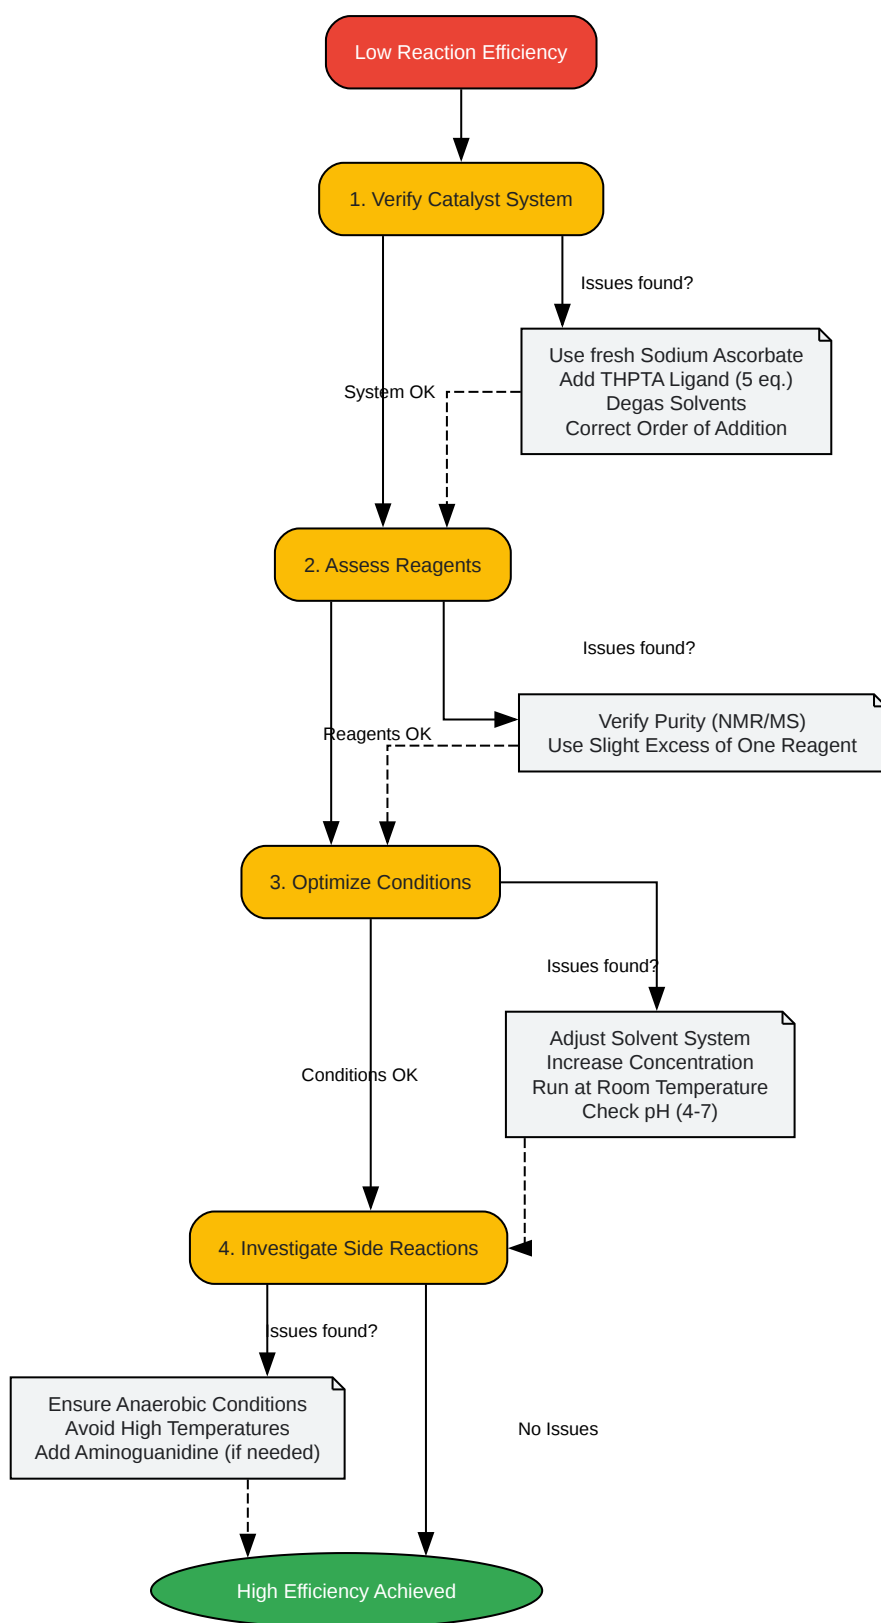 Low Reaction Efficiency
1. Verify Catalyst System
Issues found?
Use fresh Sodium Ascorbate
Add THPTA Ligand (5 eq.)
Degas Solvents
Correct Order of Addition
System OK
2. Assess Reagents
Issues found?
Verify Purity (NMR/MS)
Use Slight Excess of One Reagent
Reagents OK
3. Optimize Conditions
Issues found?
Adjust Solvent System
Increase Concentration
Run at Room Temperature
Check pH (4-7)
Conditions OK
4. Investigate Side Reactions
Issues found?
Ensure Anaerobic Conditions
Avoid High Temperatures
Add Aminoguanidine (if needed)
No Issues
High Efficiency Achieved